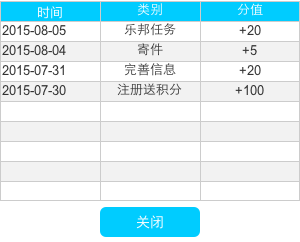 时间 类别 分值
2015-08-05 乐邦任务 +20
2015-08-04 寄件 +5
2015-07-31 完善信息 +20
2015-07-30 注册送积分 +100
关闭